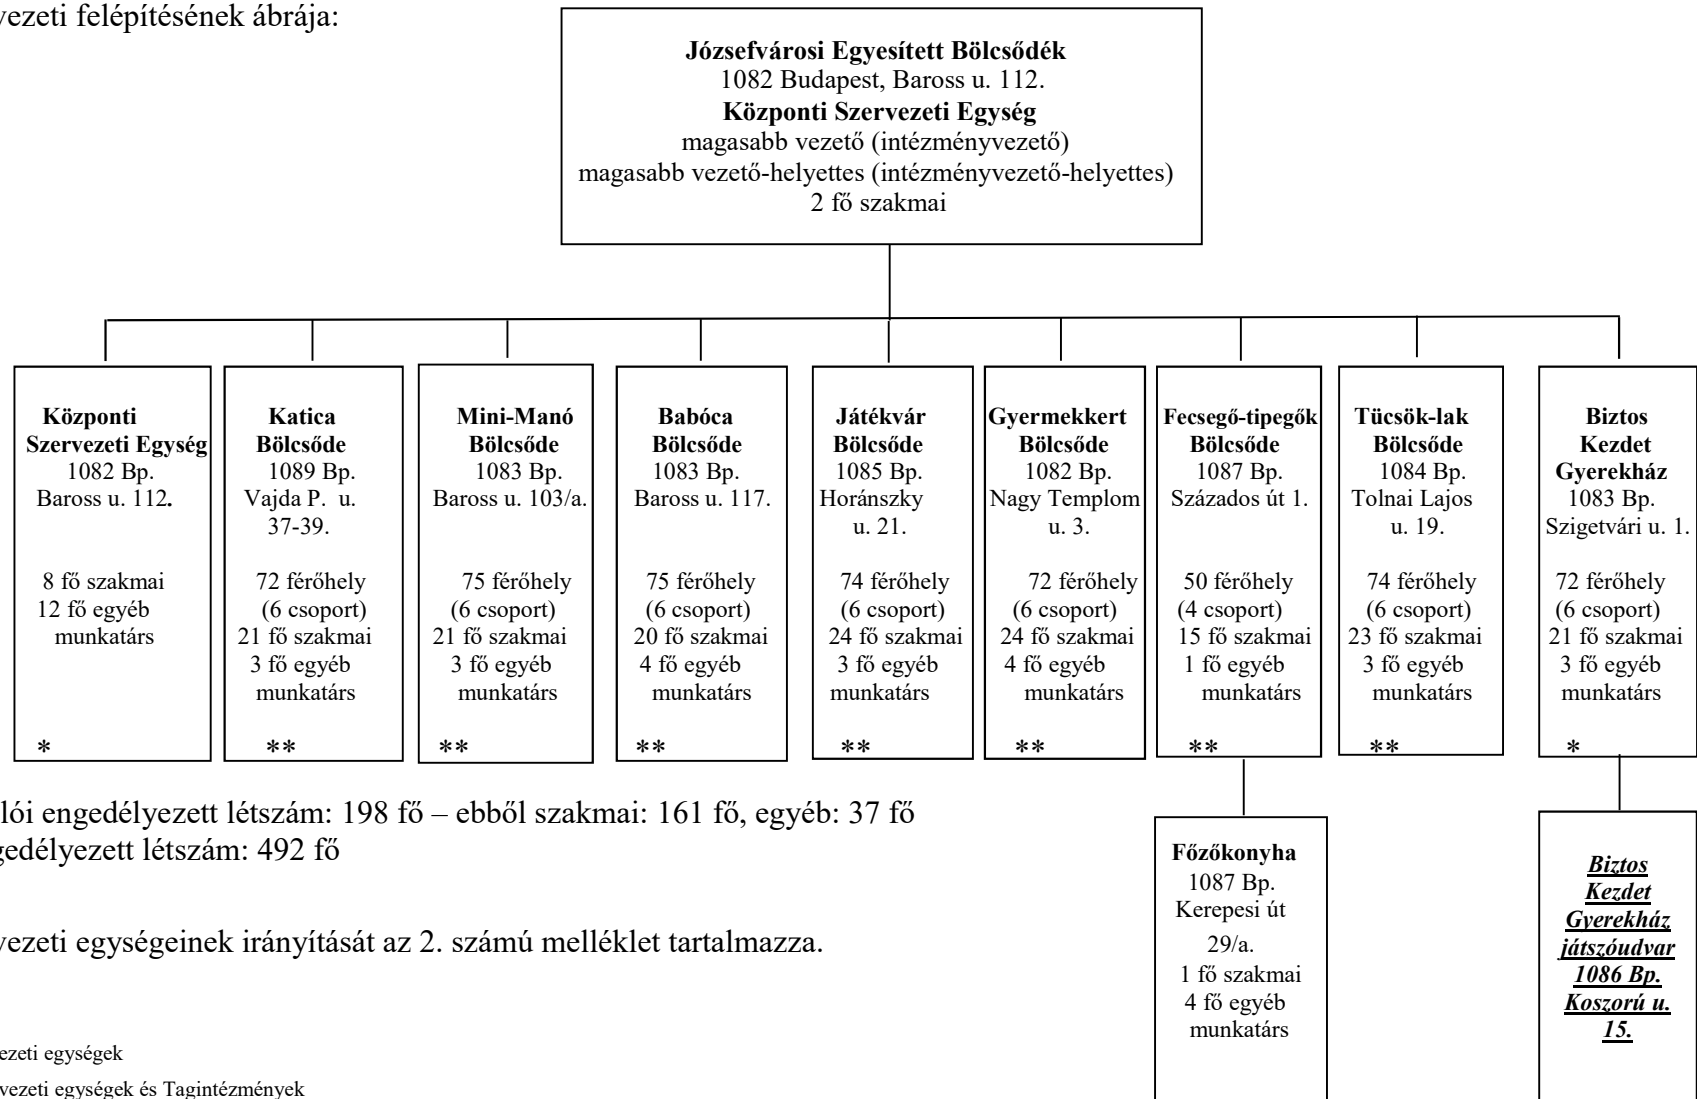 vezeti felépítésének ábrája:
Józsefvárosi Egyesített Bölcsődék
1082 Budapest, Baross u. 112.
Központi Szervezeti Egység
magasabb vezető (intézményvezető)
magasabb vezető-helyettes (intézményvezető-helyettes)
2 fő szakmai
Központi
Szervezeti Egység
1082 Bp.
Baross u. 112.
8 fő szakmai
12 fő egyéb
munkatárs
*
Katica
Bölcsőde
1089 Bp.
Vajda P. u.
37-39.
72 férőhely
(6 csoport)
21 fő szakmai
3 fő egyéb
munkatárs
**
Mini-Manó
Bölcsőde
1083 Bp.
Baross u. 103/a.
75 férőhely
(6 csoport)
21 fő szakmai
3 fő egyéb
munkatárs
**
Babóca
Bölcsőde
1083 Bp.
Baross u. 117.
75 férőhely
(6 csoport)
20 fő szakmai
4 fő egyéb
munkatárs
**
Játékvár
Bölcsőde
1085 Bp.
Horánszky
u. 21.
74 férőhely
(6 csoport)
24 fő szakmai
3 fő egyéb
munkatárs
**
Gyermekkert
Bölcsőde
1082 Bp.
Nagy Templom
u. 3.
72 férőhely
(6 csoport)
24 fő szakmai
4 fő egyéb
munkatárs
**
Fecsegő-tipegők
Bölcsőde
1087 Bp.
Százados út 1.
50 férőhely
(4 csoport)
15 fő szakmai
1 fő egyéb
munkatárs
**
Tücsök-lak
Bölcsőde
1084 Bp.
Tolnai Lajos
u. 19.
74 férőhely
(6 csoport)
23 fő szakmai
3 fő egyéb
munkatárs
**
Biztos
Kezdet
Gyerekház
1083 Bp.
Szigetvári u. 1.
72 férőhely
(6 csoport)
21 fő szakmai
3 fő egyéb
munkatárs
*
lói engedélyezett létszám: 198 fő – ebből szakmai: 161 fő, egyéb: 37 fő
gedélyezett létszám: 492 fő
vezeti egységeinek irányítását az 2. számú melléklet tartalmazza.
Főzőkonyha
1087 Bp.
Kerepesi út
29/a.
1 fő szakmai
4 fő egyéb
munkatárs
Biztos
Kezdet
Gyerekház
játszóudvar
1086 Bp.
Koszorú u.
15.
ezeti egységek
vezeti egységek és Tagintézmények